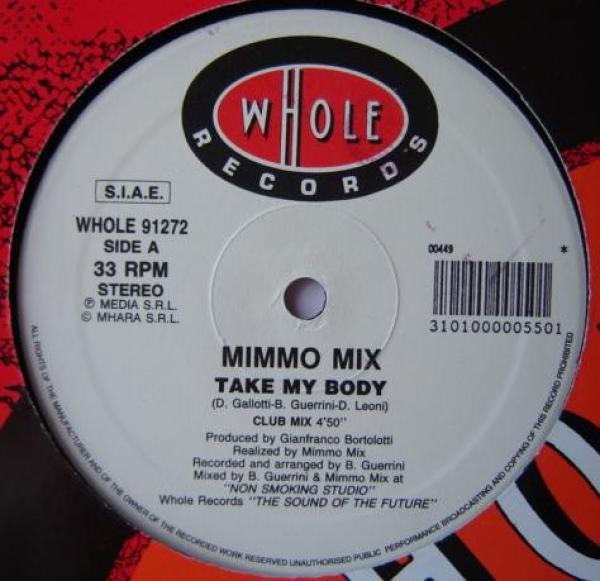 WHOLE
RECORD'S
S.I.A.E.
WHOLE 91272
SIDE A
33 RPM
STEREO
℗ MEDIA S.R.L.
© MHARA S.R.L.
00449 *
3101000005501
MIMMO MIX
TAKE MY BODY
(D. Gallotti-B. Guerrini-D. Leoni)
CLUB MIX 4'50''
Produced by Gianfranco Bortolotti
Realized by Mimmo Mix
Recorded and arranged by B. Guerrini
Mixed by B. Guerrini & Mimmo Mix at
"NON SMOKING STUDIO"
Whole Records "THE SOUND OF THE FUTURE"
ALL RIGHTS OF THE MANUFACTURER AND OF THE OWNER OF THE RECORDED WORK RESERVED UNAUTHORISED PUBLIC PERFORMANCE BROADCASTING AND COPYING OF THIS RECORD PROHIBITED